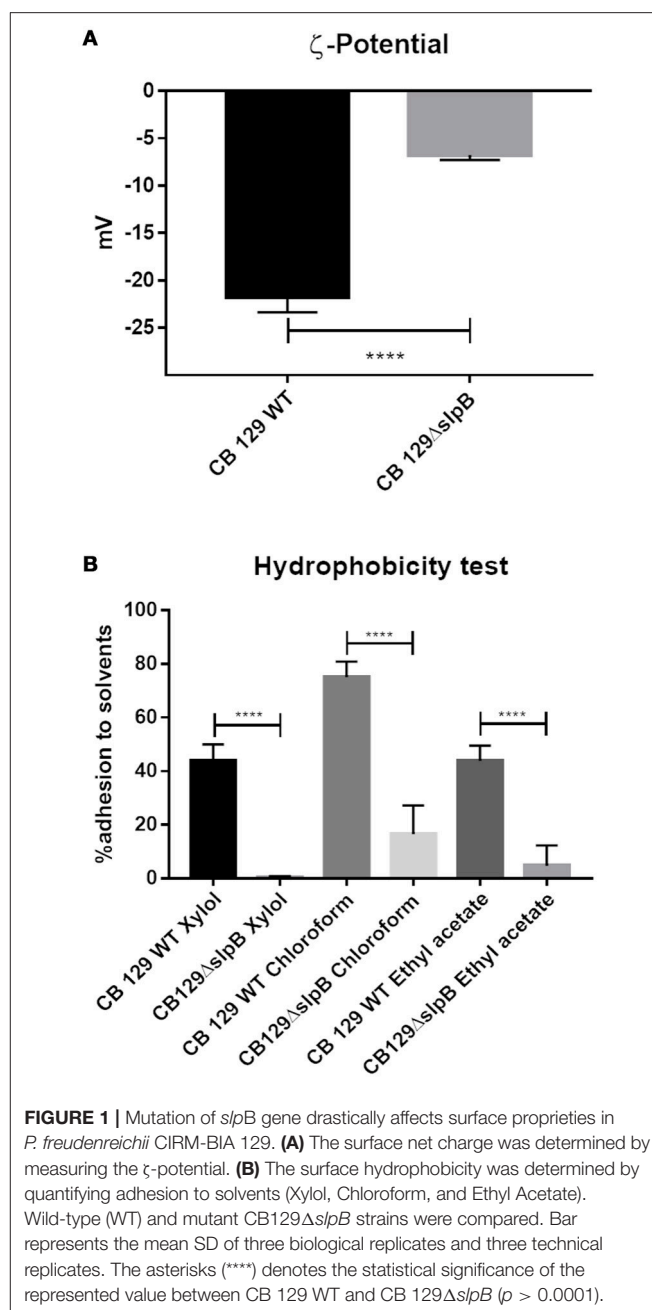 A
ζ-Potential
0
-5
-10
-15
-20
-25
mV
****
CB 129 WT
CB 129ΔslpB
B
Hydrophobicity test
100
80
60
40
20
0
%adhesion to solvents
****
****
****
CB 129 WT Xylol
CB129ΔslpB Xylol
CB 129 WT Chloroform
CB129ΔslpB Chloroform
CB 129 WT Ethyl acetate
CB129ΔslpB Ethyl acetate
FIGURE 1 | Mutation of slpB gene drastically affects surface proprieties in
P. freudenreichii CIRM-BIA 129. (A) The surface net charge was determined by
measuring the ζ-potential. (B) The surface hydrophobicity was determined by
quantifying adhesion to solvents (Xylol, Chloroform, and Ethyl Acetate).
Wild-type (WT) and mutant CB129ΔslpB strains were compared. Bar
represents the mean SD of three biological replicates and three technical
replicates. The asterisks (****) denotes the statistical significance of the
represented value between CB 129 WT and CB 129ΔslpB (p > 0.0001).